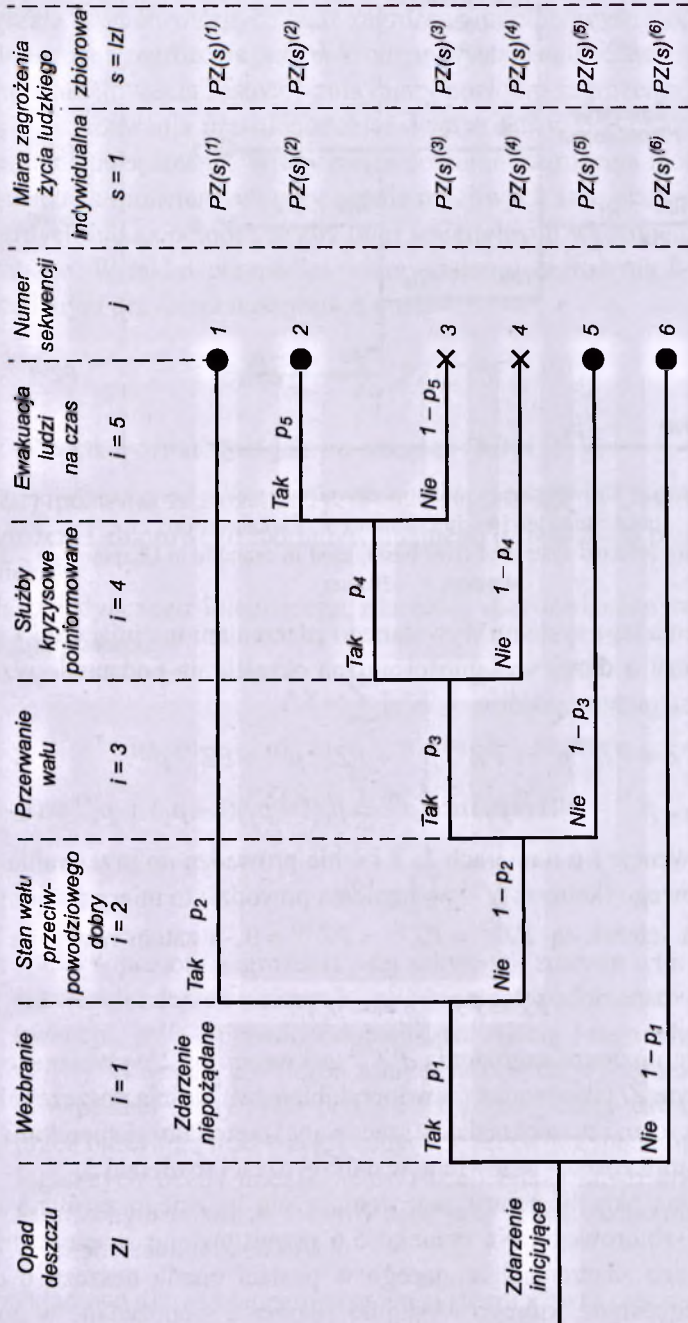 Opad
deszczu
ZI
Wezbranie
i = 1
Stan wału
przeciw-
powodziowego
dobry
i = 2
Przerwanie
wału
i = 3
Służby
kryzysowe
poinformowane
i = 4
Ewakuacja
ludzi
na czas
i = 5
Numer
sekwencji
j
Miara zagrożenia
życia ludzkiego
indywidualna
s = 1
zbiorowa
s = |z|
Zdarzenie
inicjujące
Zdarzenie
niepożądane
Tak p₁
Nie 1 – p₁
Tak p₂
Nie 1 – p₂
Tak p₃
Nie 1 – p₃
Tak p₄
Nie 1 – p₄
Tak p₅
Nie 1 – p₅
1 PZ(s)⁽¹⁾ PZ(s)⁽¹⁾
2 PZ(s)⁽²⁾ PZ(s)⁽²⁾
3 PZ(s)⁽³⁾ PZ(s)⁽³⁾
4 PZ(s)⁽⁴⁾ PZ(s)⁽⁴⁾
5 PZ(s)⁽⁵⁾ PZ(s)⁽⁵⁾
6 PZ(s)⁽⁶⁾ PZ(s)⁽⁶⁾